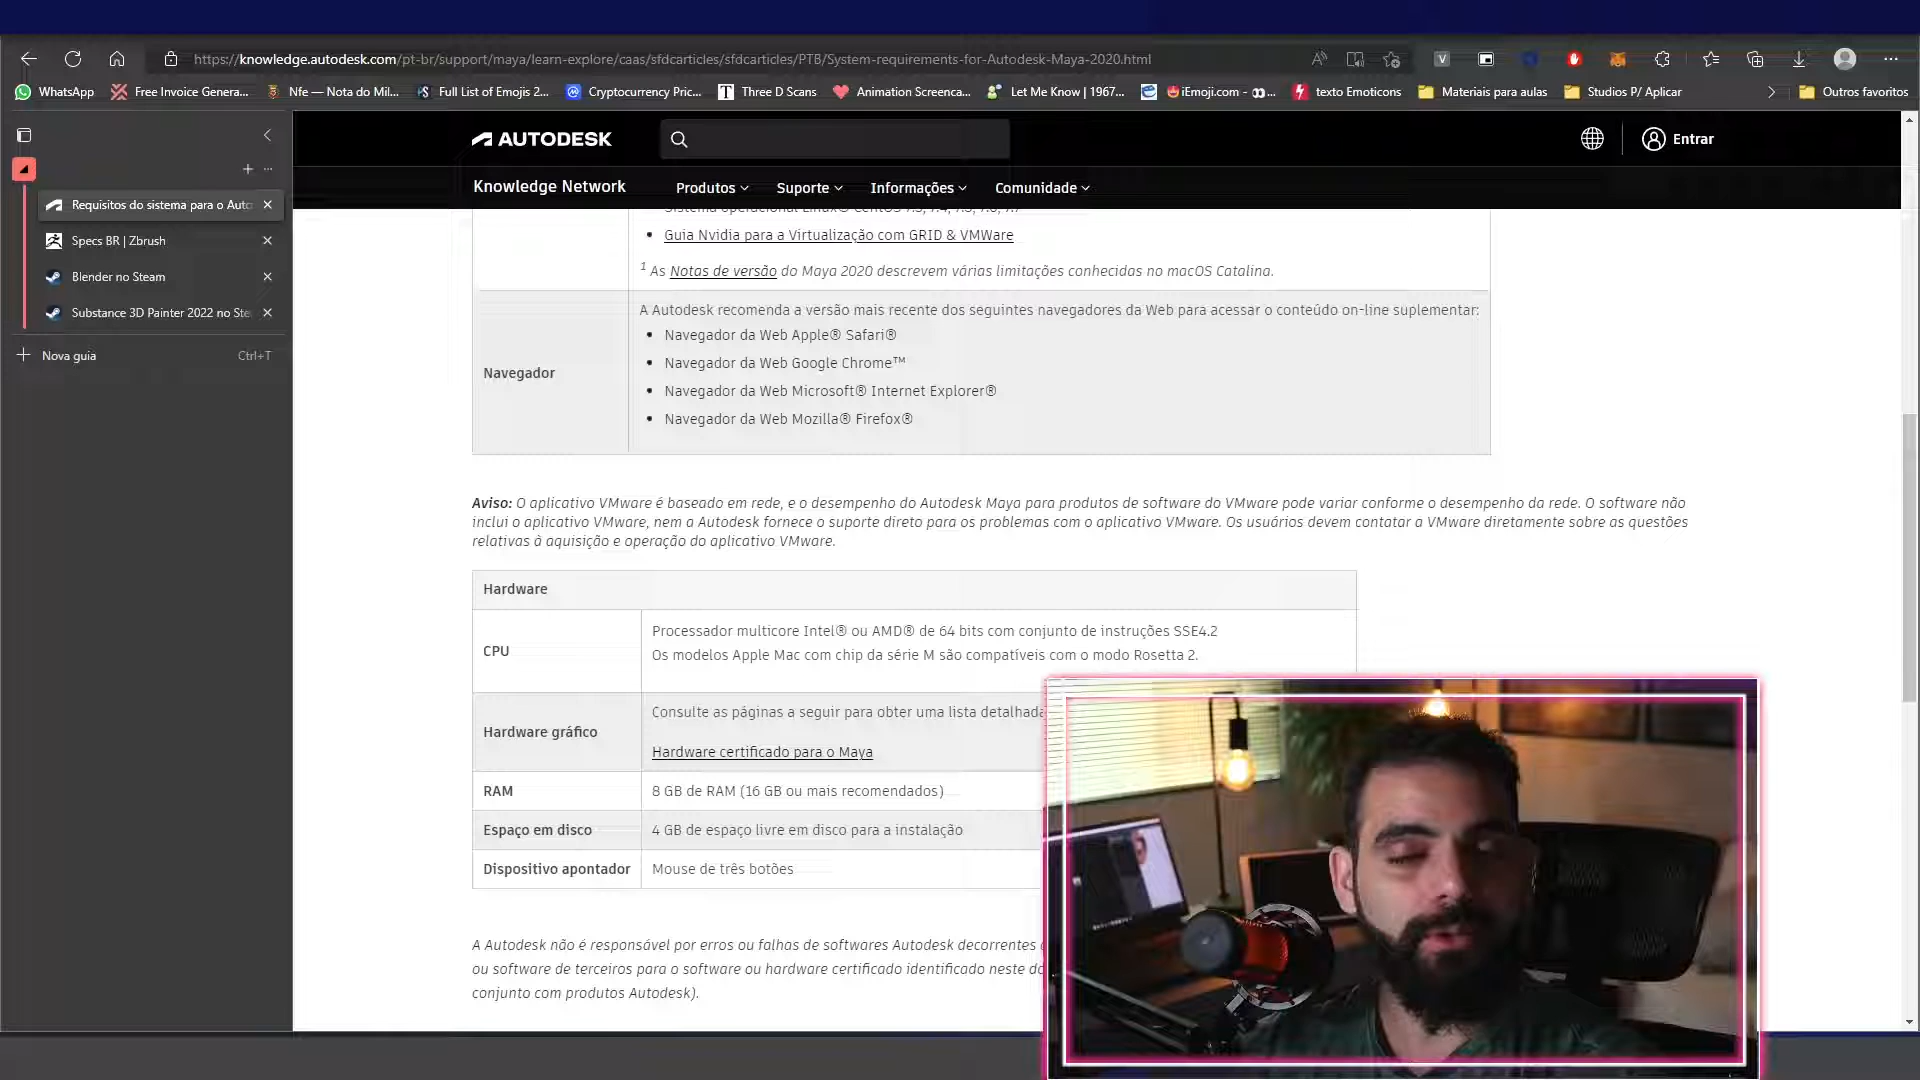 https://knowledge.autodesk.com/pt-br/support/maya/learn-explore/caas/sfdcarticles/sfdcarticles/PTB/System-requirements-for-Autodesk-Maya-2020.html
WhatsApp
Free Invoice Genera...
Nfe — Nota do Mil...
Full List of Emojis 2...
Cryptocurrency Pric...
Three D Scans
Animation Screenca...
Let Me Know | 1967...
iEmoji.com -
texto Emoticons
Materiais para aulas
Studios P/ Aplicar
Outros favoritos
Requisitos do sistema para o Auto
Specs BR | Zbrush
Blender no Steam
Substance 3D Painter 2022 no Ste
Nova guia
Ctrl+T
AUTODESK
Entrar
Knowledge Network
Produtos
Suporte
Informações
Comunidade
Sistema operacional Linux® CentOS 7.3, 7.4, 7.5, 7.6, 7.7
Guia Nvidia para a Virtualização com GRID & VMWare
1 As Notas de versão do Maya 2020 descrevem várias limitações conhecidas no macOS Catalina.
Navegador
A Autodesk recomenda a versão mais recente dos seguintes navegadores da Web para acessar o conteúdo on-line suplementar:
Navegador da Web Apple® Safari®
Navegador da Web Google Chrome™
Navegador da Web Microsoft® Internet Explorer®
Navegador da Web Mozilla® Firefox®
Aviso: O aplicativo VMware é baseado em rede, e o desempenho do Autodesk Maya para produtos de software do VMware pode variar conforme o desempenho da rede. O software não
inclui o aplicativo VMware, nem a Autodesk fornece o suporte direto para os problemas com o aplicativo VMware. Os usuários devem contatar a VMware diretamente sobre as questões
relativas à aquisição e operação do aplicativo VMware.
Hardware
CPU
Processador multicore Intel® ou AMD® de 64 bits com conjunto de instruções SSE4.2
Os modelos Apple Mac com chip da série M são compatíveis com o modo Rosetta 2.
Hardware gráfico
Consulte as páginas a seguir para obter uma lista detalhada
Hardware certificado para o Maya
RAM
8 GB de RAM (16 GB ou mais recomendados)
Espaço em disco
4 GB de espaço livre em disco para a instalação
Dispositivo apontador
Mouse de três botões
A Autodesk não é responsável por erros ou falhas de softwares Autodesk decorrentes
ou software de terceiros para o software ou hardware certificado identificado neste do
conjunto com produtos Autodesk).